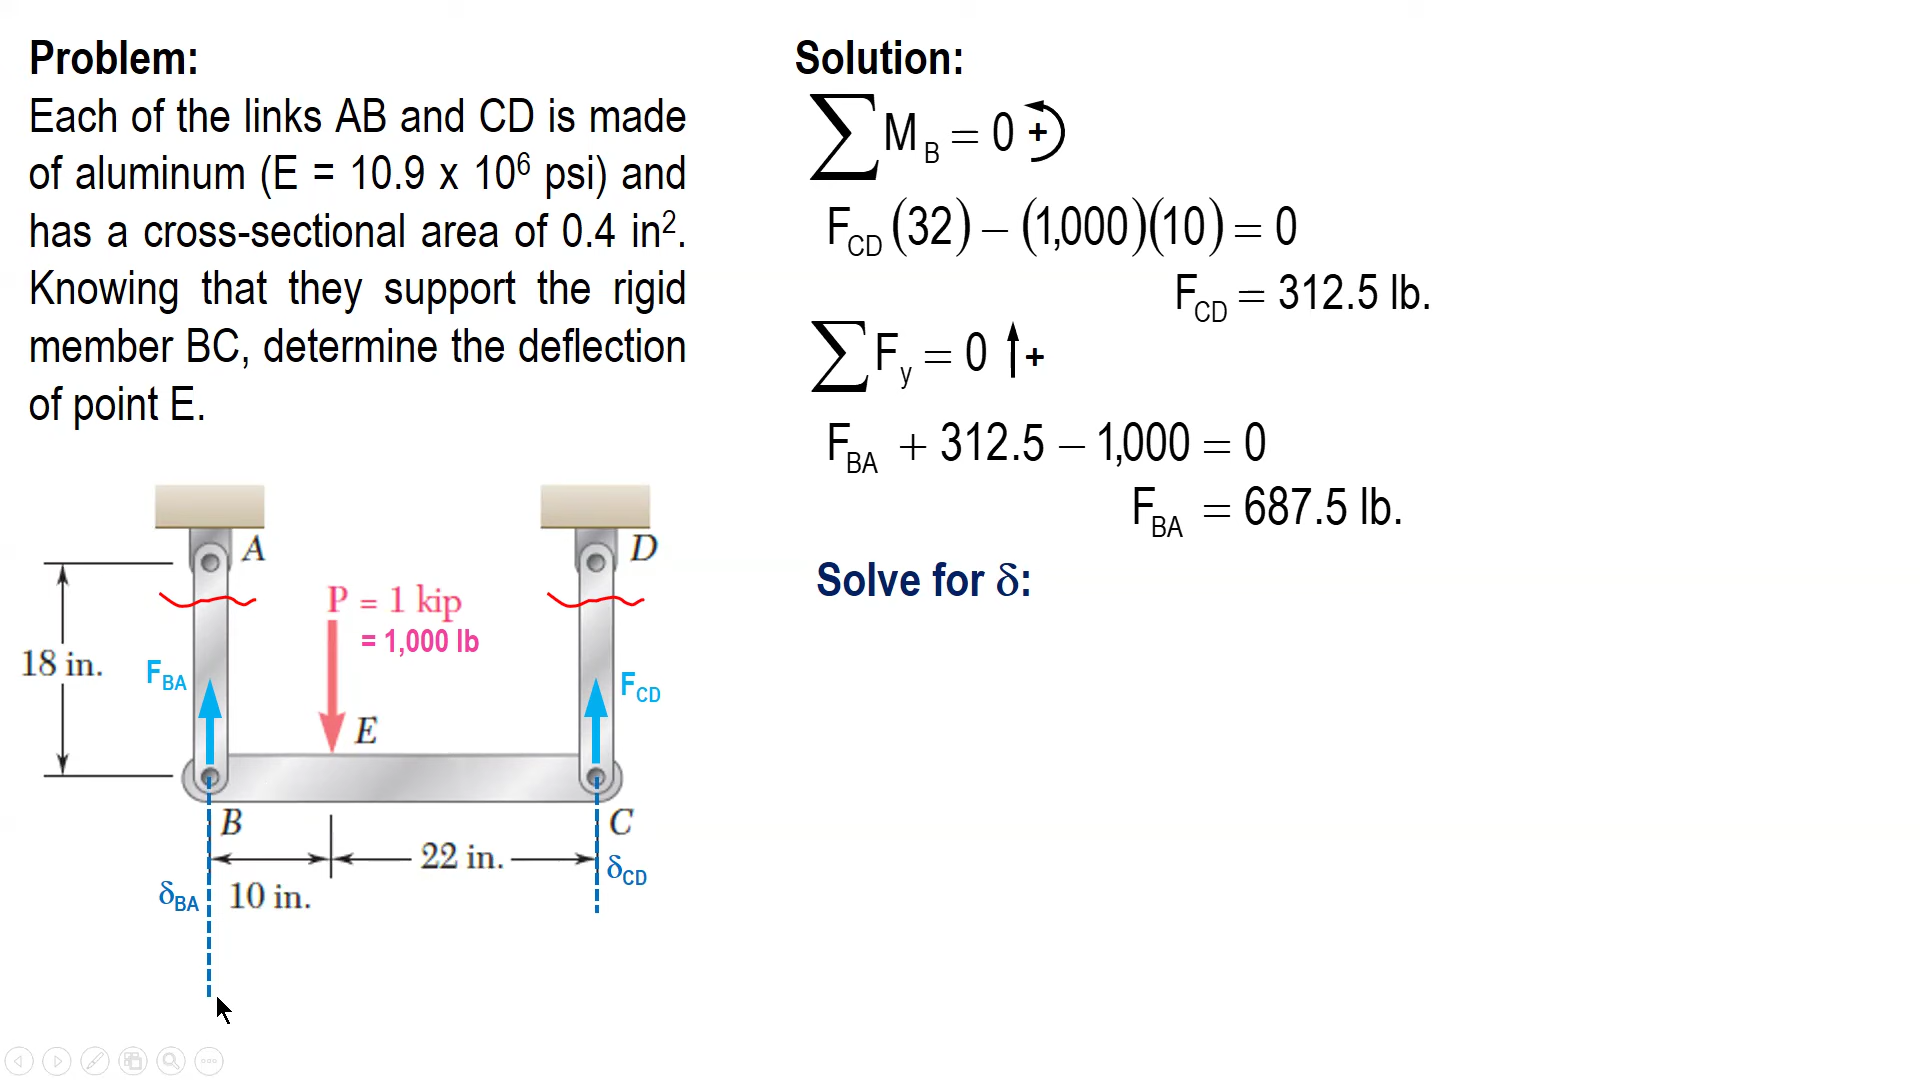 Problem:
Each of the links AB and CD is made
of aluminum (E = 10.9 x 10⁶ psi) and
has a cross-sectional area of 0.4 in².
Knowing that they support the rigid
member BC, determine the deflection
of point E.
A
D
P = 1 kip
= 1,000 lb
18 in.
F_BA
F_CD
E
B
C
22 in.
δ_CD
δ_BA
10 in.
Solution:
∑M_B = 0 +
F_CD (32) − (1,000)(10) = 0
F_CD = 312.5 lb.
∑F_y = 0 +
F_BA + 312.5 − 1,000 = 0
F_BA = 687.5 lb.
Solve for δ: